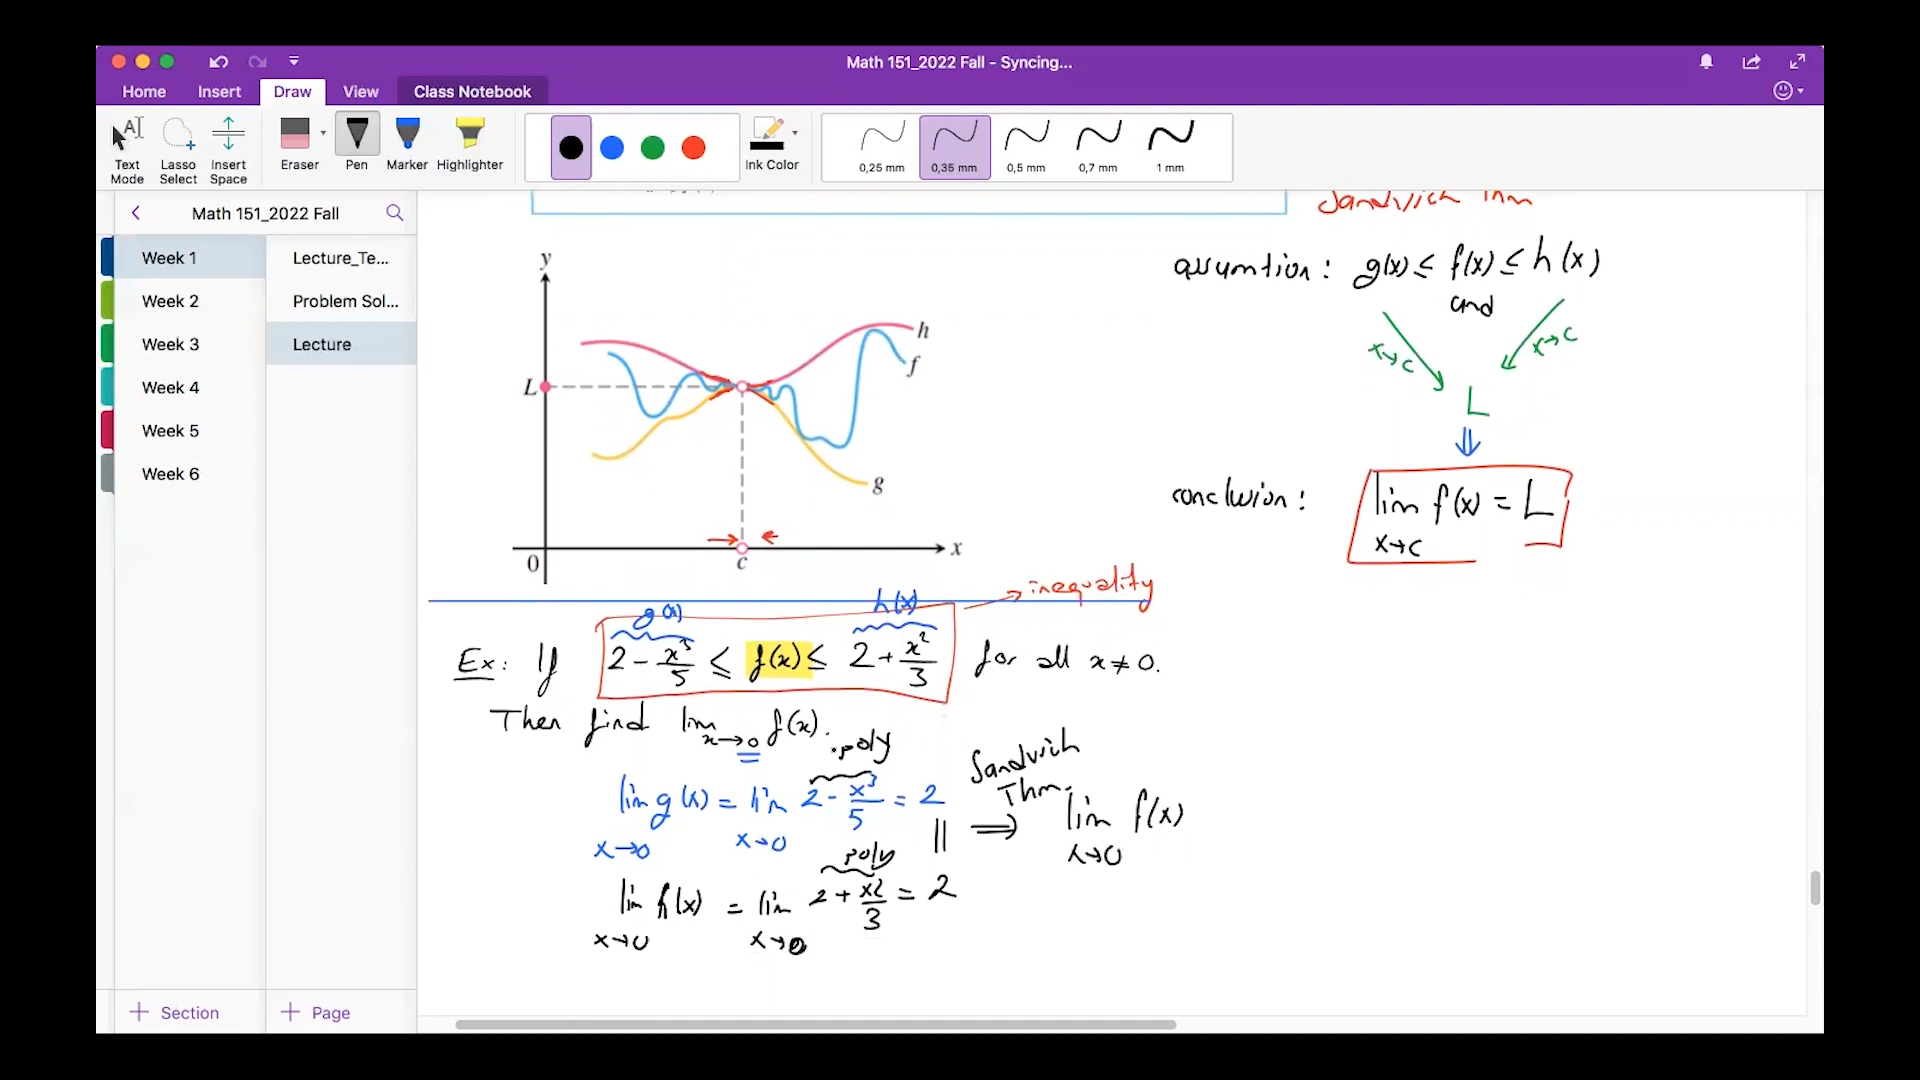 Math 151_2022 Fall - Syncing...
Home Insert Draw View Class Notebook
Text Mode
Lasso Select
Insert Space
Eraser
Pen
Marker
Highlighter
Ink Color
0,25 mm
0,35 mm
0,5 mm
0,7 mm
1 mm
Math 151_2022 Fall
Week 1
Week 2
Week 3
Week 4
Week 5
Week 6
Lecture_Te...
Problem Sol...
Lecture
+ Section
+ Page
Sandwich Thm
assumtion : g(x) ≤ f(x) ≤ h(x)
and
x→c
x→c
L
⇓
conclusion : lim f(x) = L
x→c
y
h
f
L
g
0
c
x
inequality
g(x)
h(x)
Ex: If 2 - x³/5 ≤ f(x) ≤ 2 + x²/3 for all x ≠ 0.
Then find lim x→0 f(x).
poly
lim x→0 g(x) = lim x→0 2 - x³/5 = 2
Sandwich Thm.
|| ⟹ lim x→0 f(x)
poly
lim x→0 h(x) = lim x→0 2 + x2/3 = 2